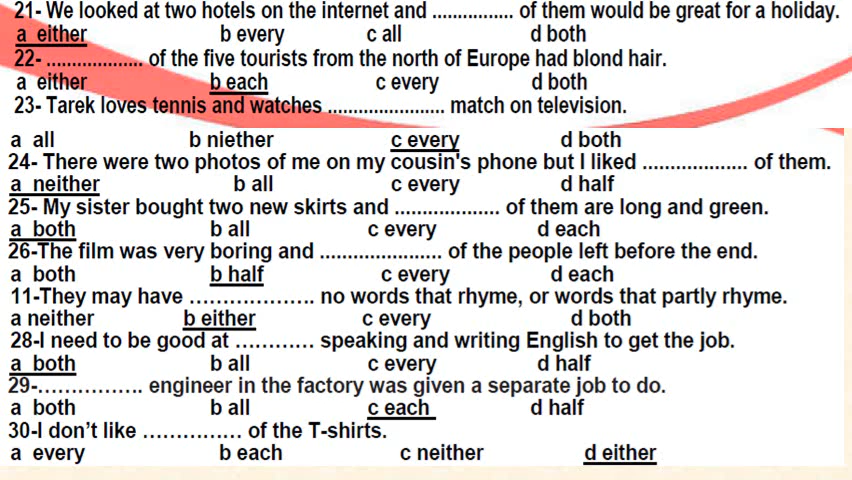 21- We looked at two hotels on the internet and ................ of them would be great for a holiday.
a either b every c all d both
22- ................... of the five tourists from the north of Europe had blond hair.
a either b each c every d both
23- Tarek loves tennis and watches ....................... match on television.
a all b niether c every d both
24- There were two photos of me on my cousin's phone but I liked ..................... of them.
a neither b all c every d half
25- My sister bought two new skirts and ..................... of them are long and green.
a both b all c every d each
26-The film was very boring and ........................ of the people left before the end.
a both b half c every d each
11-They may have ………………. no words that rhyme, or words that partly rhyme.
a neither b either c every d both
28-I need to be good at ………… speaking and writing English to get the job.
a both b all c every d half
29-……………. engineer in the factory was given a separate job to do.
a both b all c each d half
30-I don’t like …………… of the T-shirts.
a every b each c neither d either